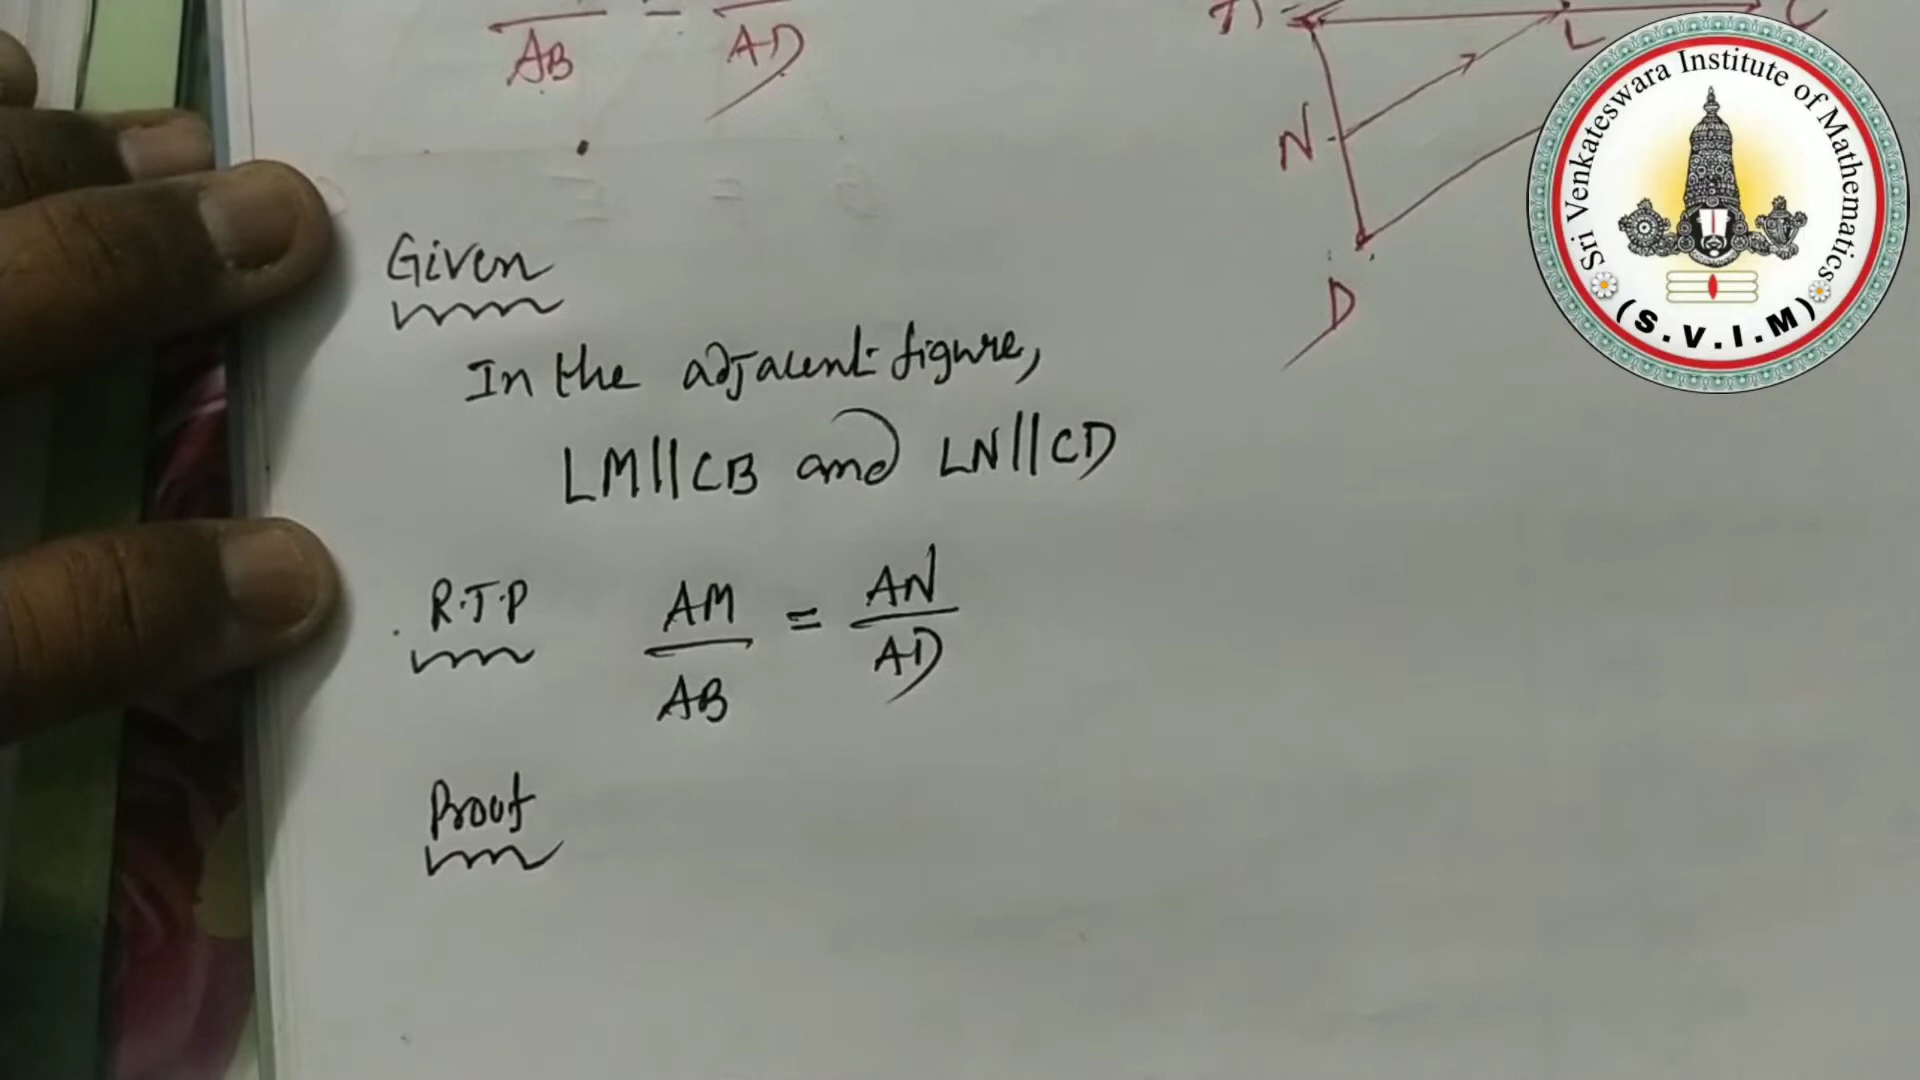 AB = AD
L
N
D
Given
In the adjacent figure,
LM||CB and LN||CD
R.T.P AM/AB = AN/AD
Proof
Sri Venkateswara Institute of Mathematics
(S.V.I.M)